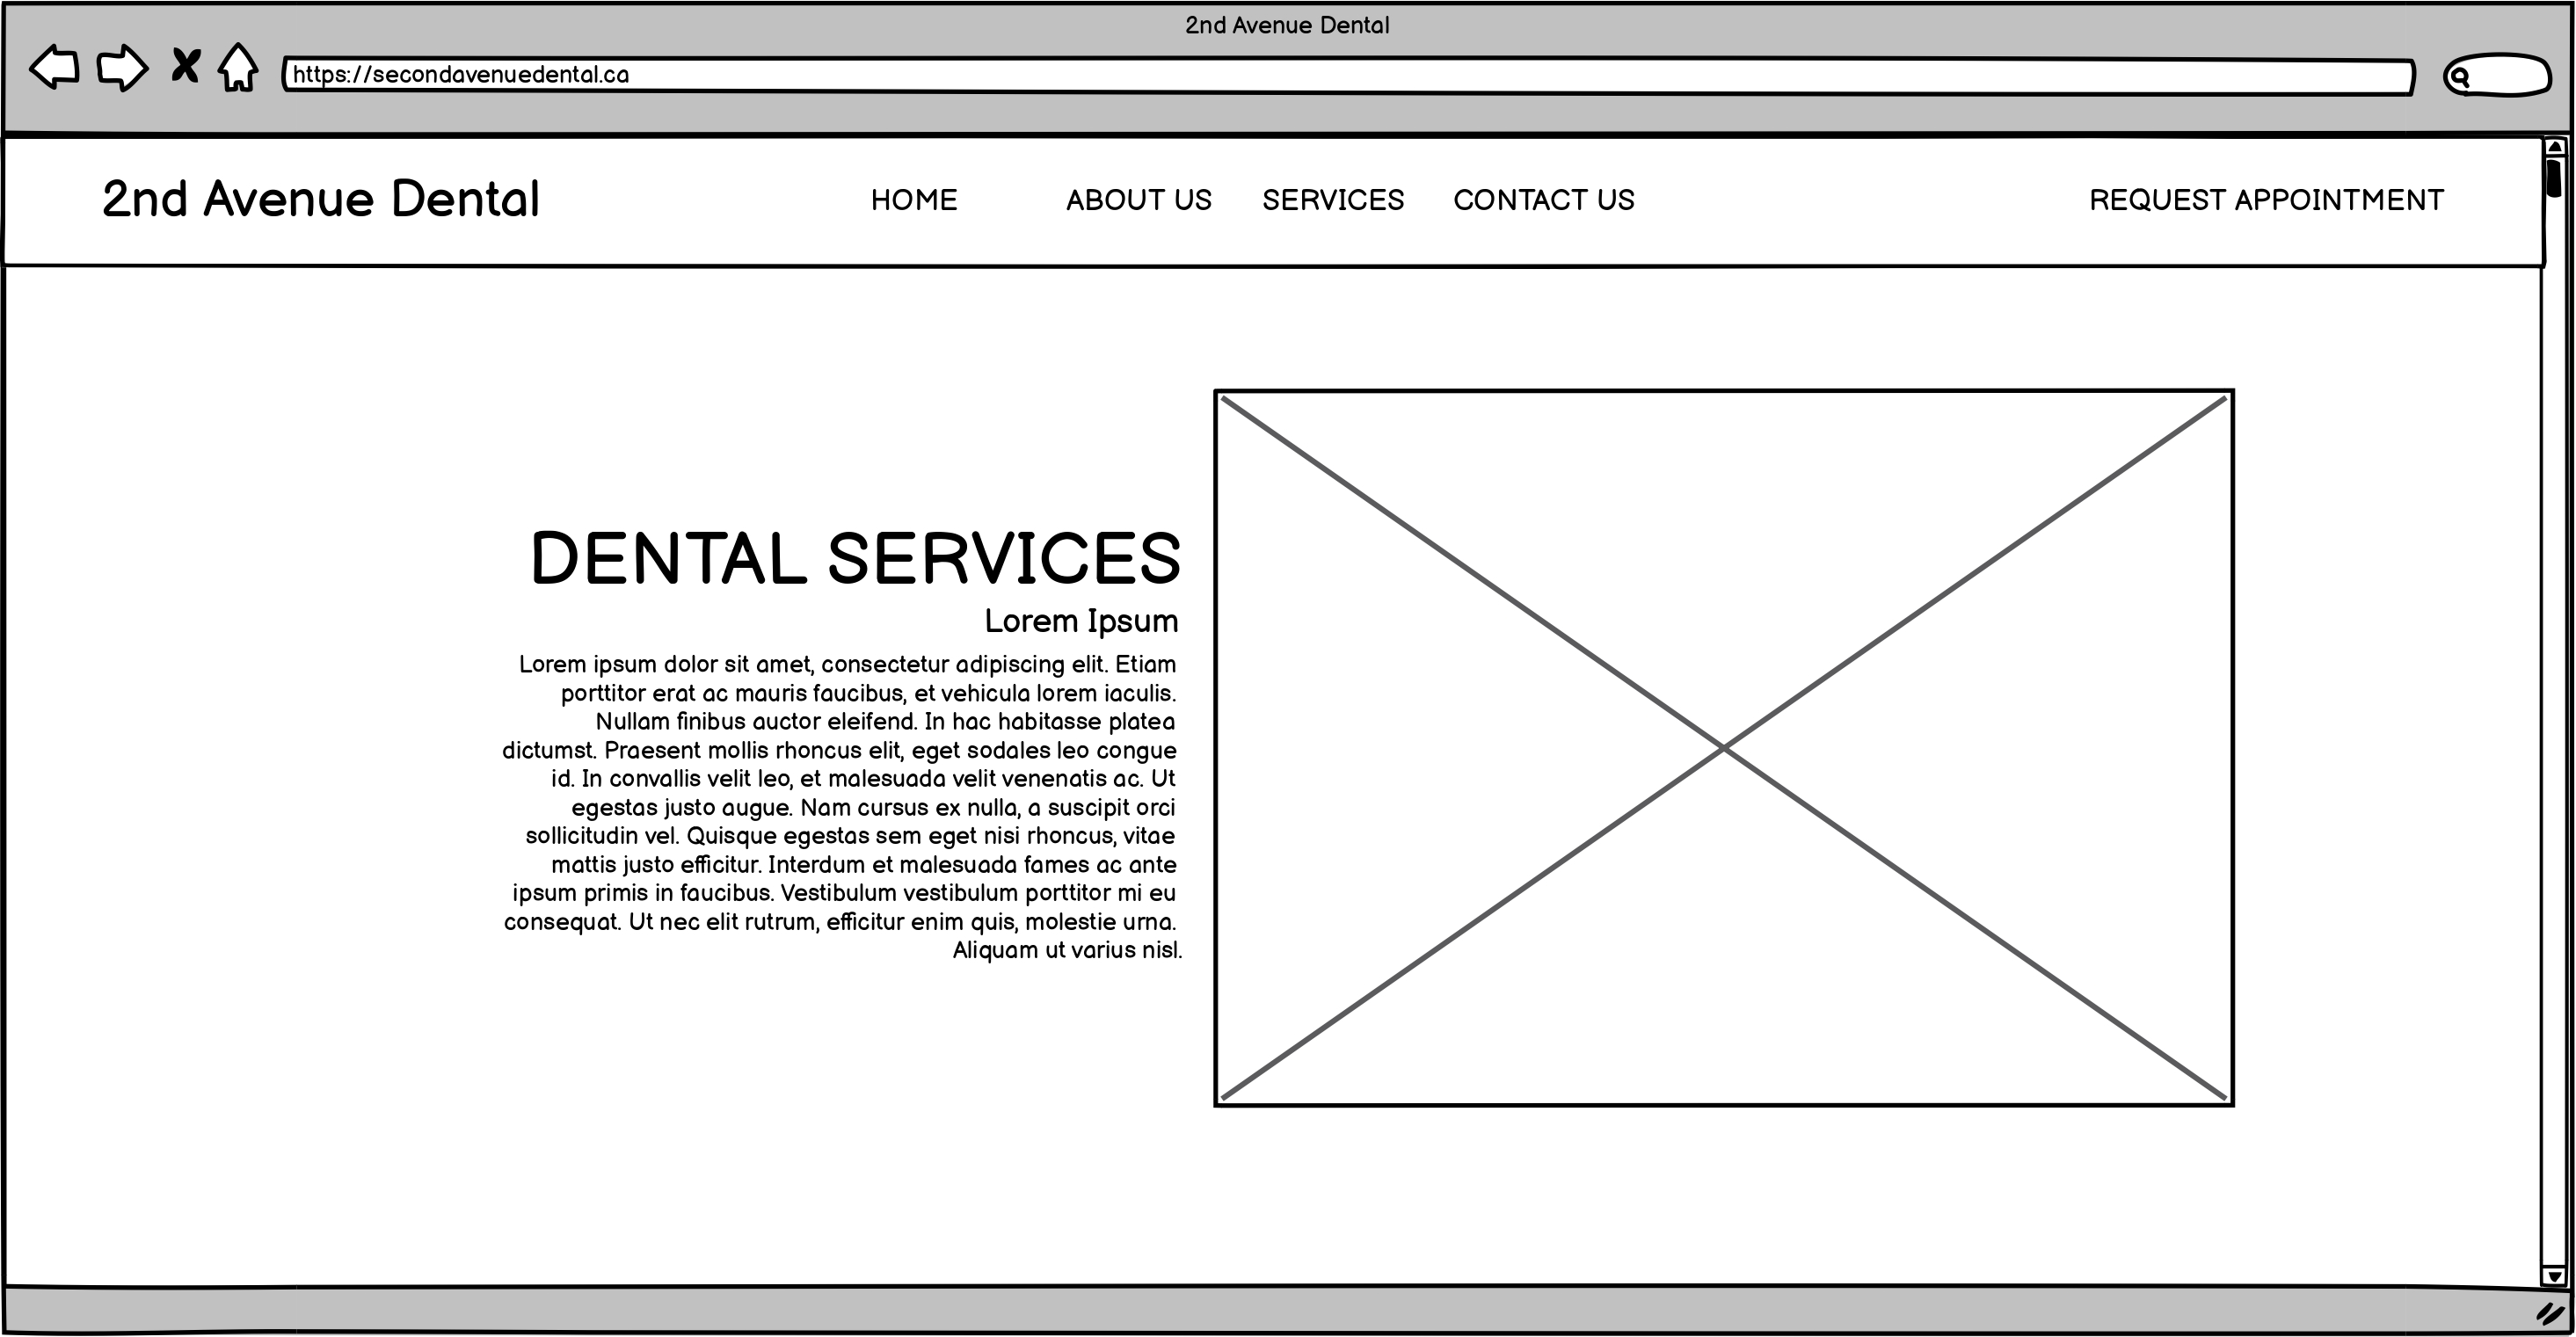 2nd Avenue Dental
https://secondavenuedental.ca
2nd Avenue Dental HOME ABOUT US SERVICES CONTACT US REQUEST APPOINTMENT
DENTAL SERVICES
Lorem Ipsum
Lorem ipsum dolor sit amet, consectetur adipiscing elit. Etiam
porttitor erat ac mauris faucibus, et vehicula lorem iaculis.
Nullam finibus auctor eleifend. In hac habitasse platea
dictumst. Praesent mollis rhoncus elit, eget sodales leo congue
id. In convallis velit leo, et malesuada velit venenatis ac. Ut
egestas justo augue. Nam cursus ex nulla, a suscipit orci
sollicitudin vel. Quisque egestas sem eget nisi rhoncus, vitae
mattis justo efficitur. Interdum et malesuada fames ac ante
ipsum primis in faucibus. Vestibulum vestibulum porttitor mi eu
consequat. Ut nec elit rutrum, efficitur enim quis, molestie urna.
Aliquam ut varius nisl.